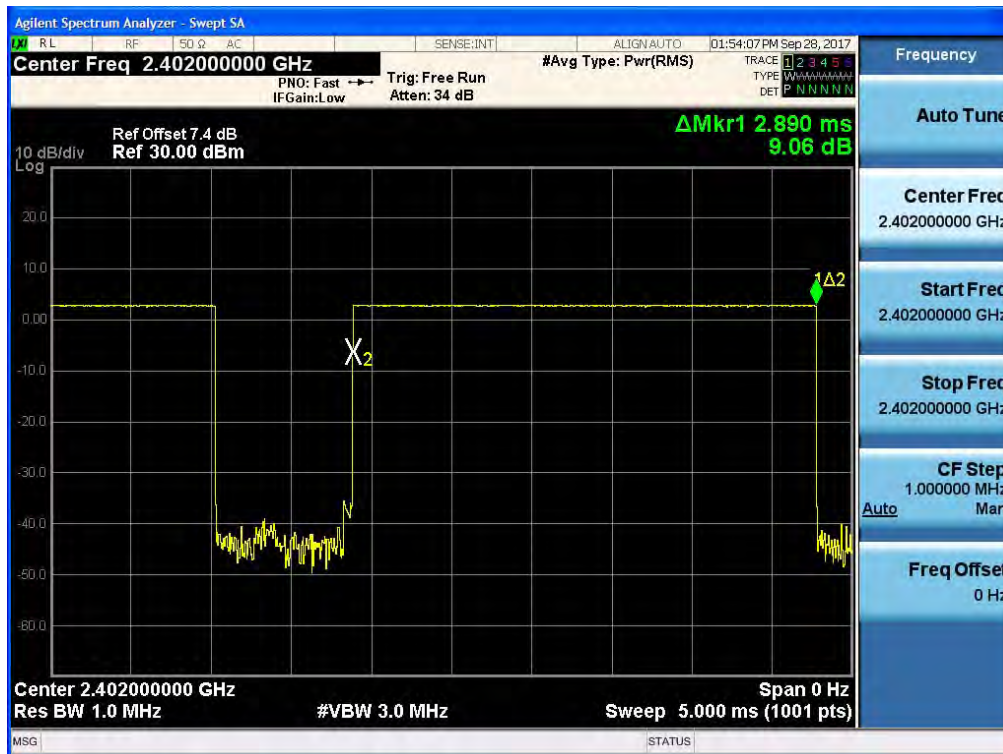 Agilent Spectrum Analyzer - Swept SA
LXI RL RF 50 Ω AC SENSE:INT ALIGNAUTO 01:54:07 PM Sep 28, 2017
Center Freq 2.402000000 GHz
PNO: Fast
IFGain:Low
Trig: Free Run
Atten: 34 dB
#Avg Type: Pwr(RMS)
TRACE 1 2 3 4 5 6
TYPE
DET P N N N N N
Ref Offset 7.4 dB
Ref 30.00 dBm
10 dB/div
Log
ΔMkr1 2.890 ms
9.06 dB
20.0
10.0
0.00
-10.0
-20.0
-30.0
-40.0
-50.0
-60.0
1Δ2
X2
Center 2.402000000 GHz
Span 0 Hz
Res BW 1.0 MHz
#VBW 3.0 MHz
Sweep 5.000 ms (1001 pts)
MSG
STATUS
Frequency
Auto Tune
Center Freq
2.402000000 GHz
Start Freq
2.402000000 GHz
Stop Freq
2.402000000 GHz
CF Step
1.000000 MHz
Auto Man
Freq Offset
0 Hz